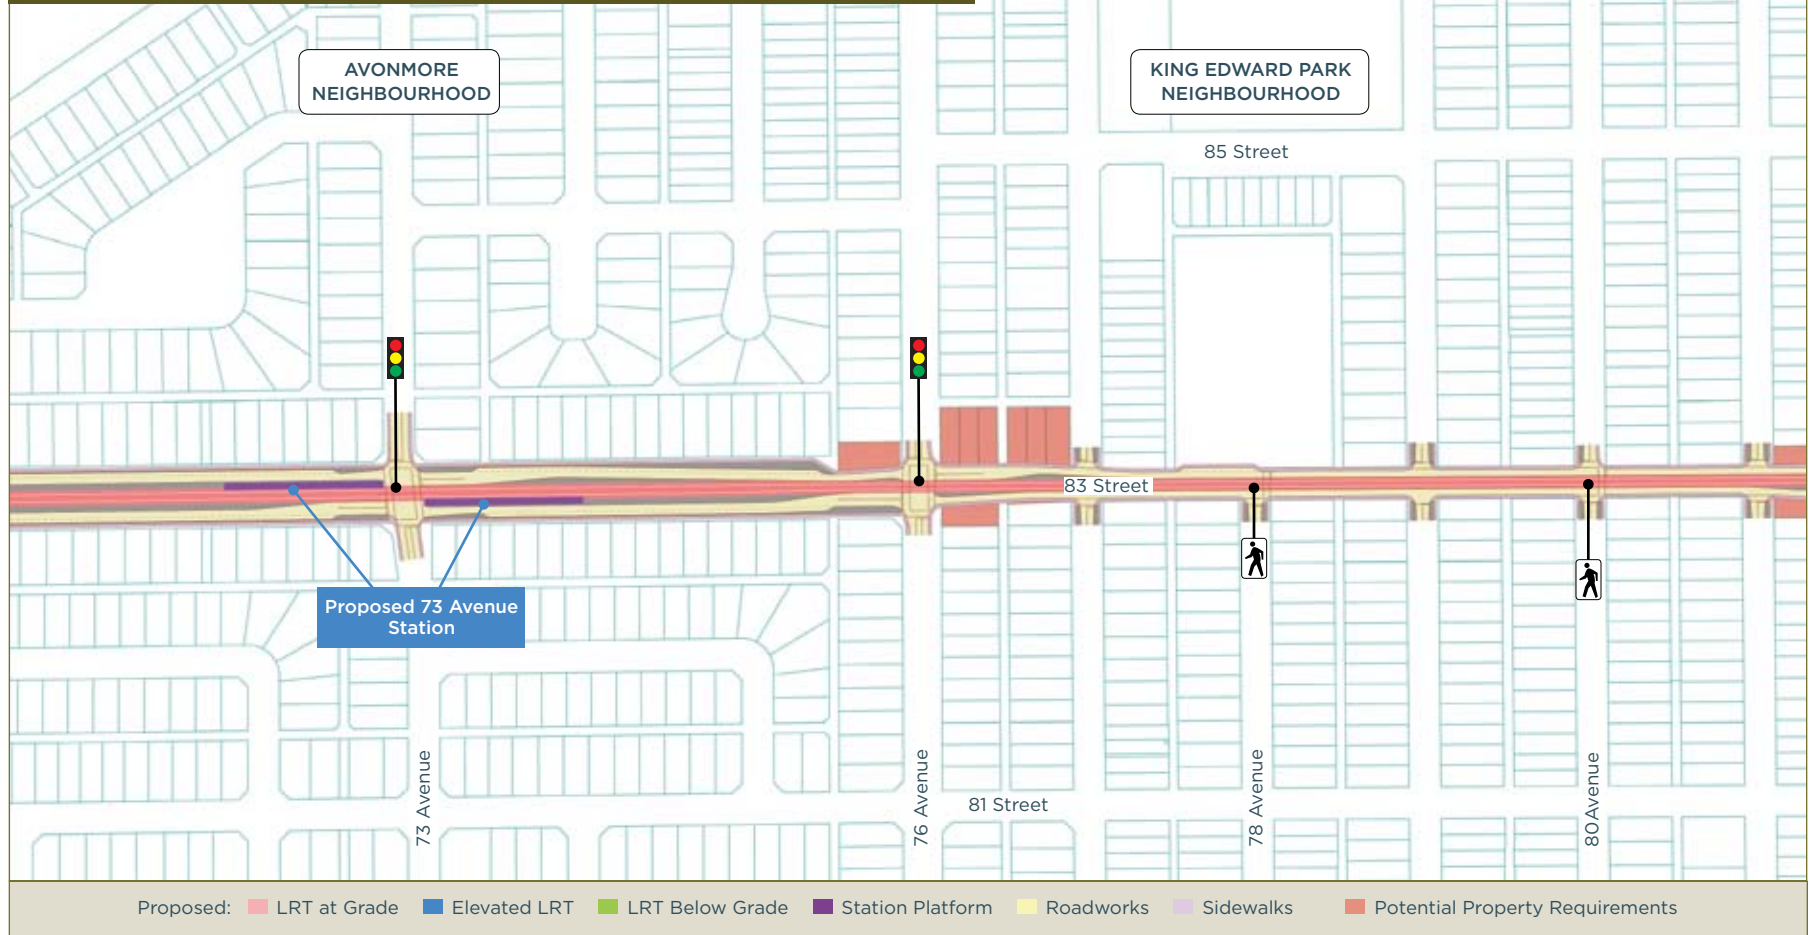 AVONMORE
NEIGHBOURHOOD
KING EDWARD PARK
NEIGHBOURHOOD
85 Street
83 Street
Proposed 73 Avenue
Station
73 Avenue
76 Avenue
81 Street
78 Avenue
80Avenue
Proposed: LRT at Grade Elevated LRT LRT Below Grade Station Platform Roadworks Sidewalks Potential Property Requirements